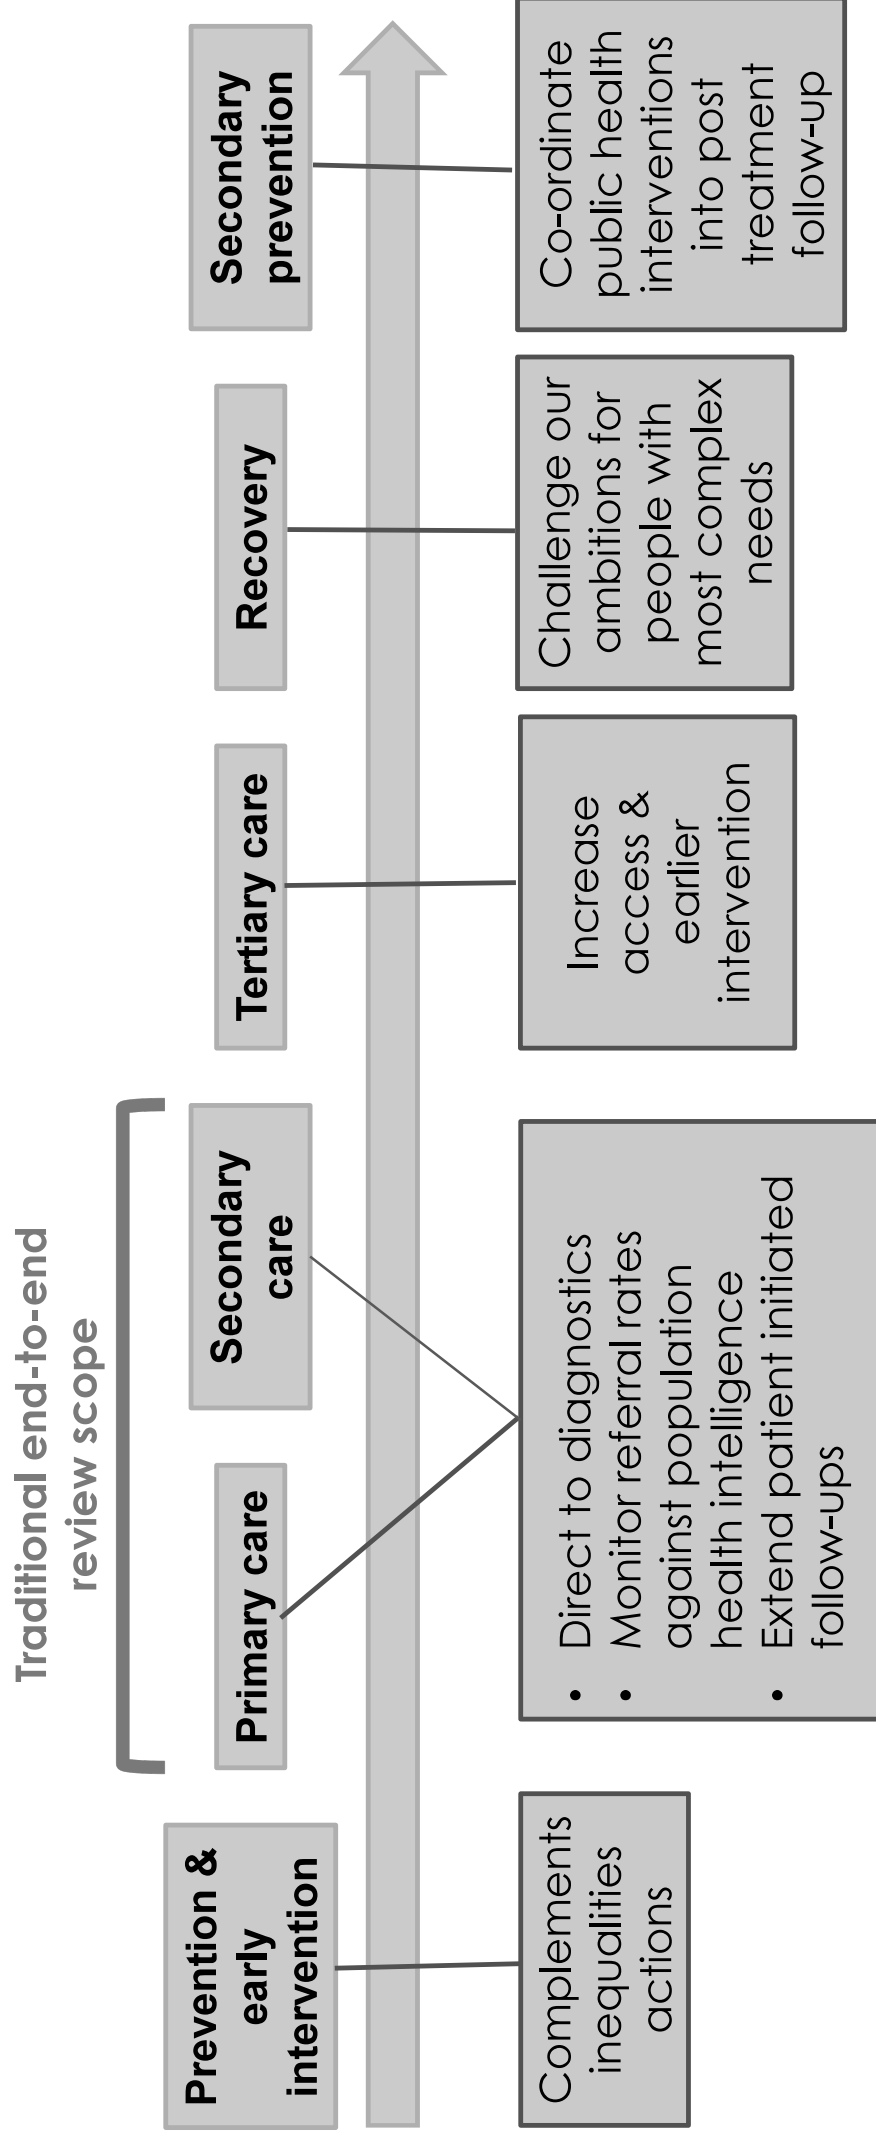 Traditional end-to-end
review scope
Prevention &
early
intervention
Primary care
Secondary
care
Tertiary care
Recovery
Secondary
prevention
Complements
inequalities
actions
• Direct to diagnostics
• Monitor referral rates
against population
health intelligence
• Extend patient initiated
follow-ups
Increase
access &
earlier
intervention
Challenge our
ambitions for
people with
most complex
needs
Co-ordinate
public health
interventions
into post
treatment
follow-up